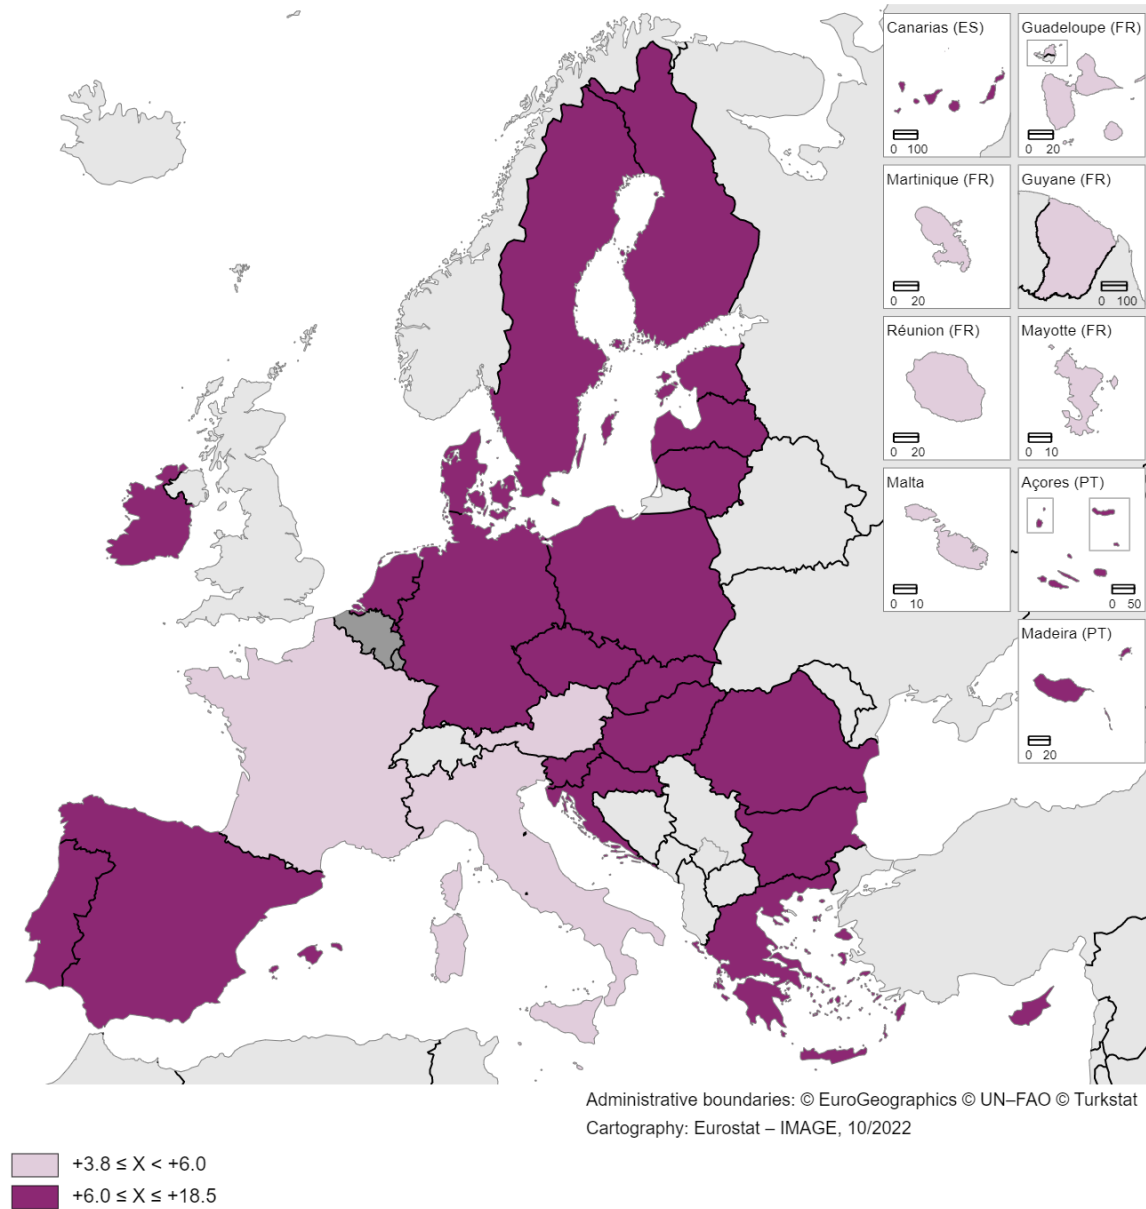 Canarias (ES)
0 100
Guadeloupe (FR)
0 20
Martinique (FR)
0 20
Guyane (FR)
0 100
Réunion (FR)
0 20
Mayotte (FR)
0 10
Malta
0 10
Açores (PT)
0 50
Madeira (PT)
0 20
Administrative boundaries: © EuroGeographics © UN–FAO © Turkstat
Cartography: Eurostat – IMAGE, 10/2022
+3.8 ≤ X < +6.0
+6.0 ≤ X ≤ +18.5